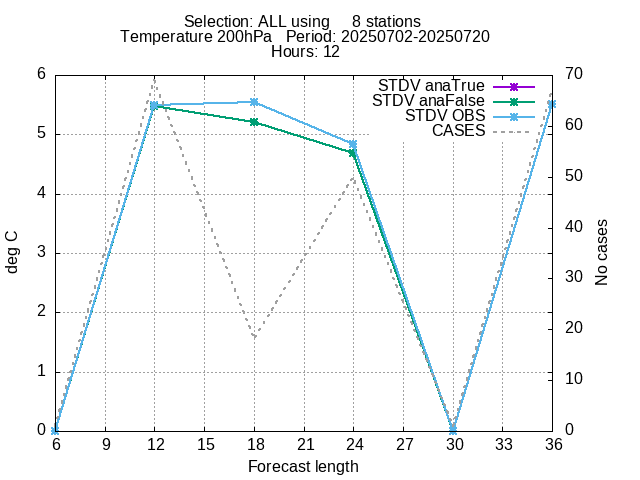 Selection: ALL using 8 stations
Temperature 200hPa Period: 20250702-20250720
Hours: 12
STDV anaTrue
STDV anaFalse
STDV OBS
CASES
deg C
6
5
4
3
2
1
0
70
60
50
40
30
20
10
0
No cases
6 9 12 15 18 21 24 27 30 33 36
Forecast length